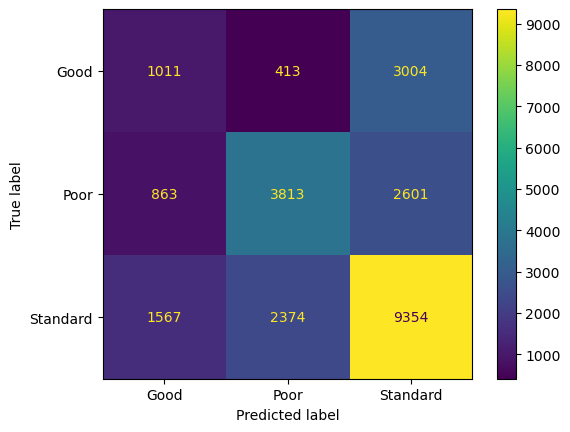 9000
8000
7000
6000
5000
4000
3000
2000
1000
True label
Good 1011 413 3004
Poor 863 3813 2601
Standard 1567 2374 9354
Good Poor Standard
Predicted label